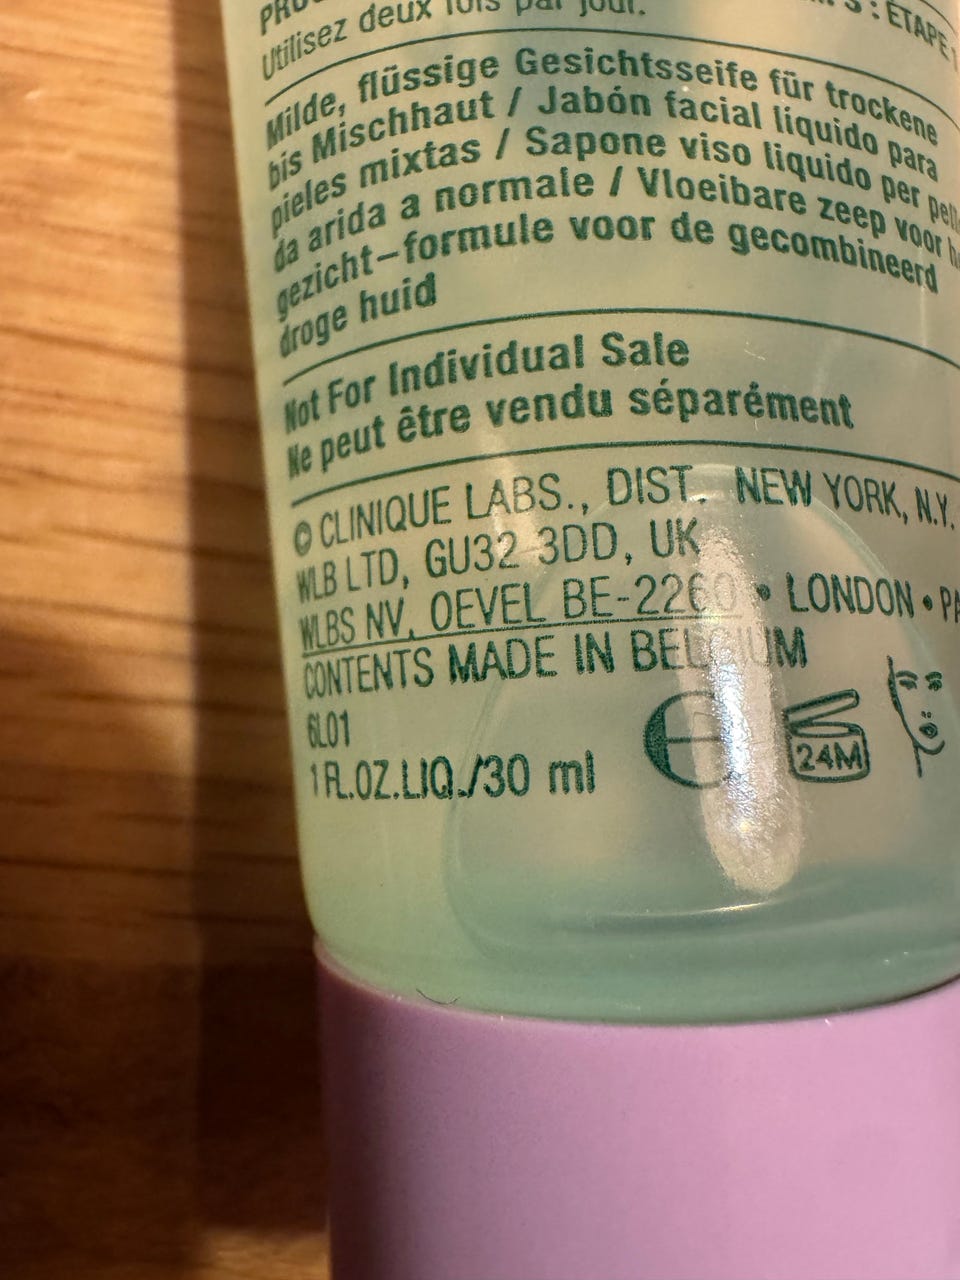 Utilisez deux fois par jour.
: ÉTAPE 1
Milde, flüssige Gesichtsseife für trockene
bis Mischhaut / Jabón facial líquido para
pieles mixtas / Sapone viso liquido per
da arida a normale / Vloeibare zeep voor
gezicht–formule voor de gecombineerd
droge huid
Not For Individual Sale
Ne peut être vendu séparément
© CLINIQUE LABS., DIST. NEW YORK, N.Y.
WLB LTD, GU32 3DD, UK
WLBS NV, OEVEL BE-2260 • LONDON •
CONTENTS MADE IN BELGIUM
6L01
1 FL.OZ.LIQ./30 ml
24M